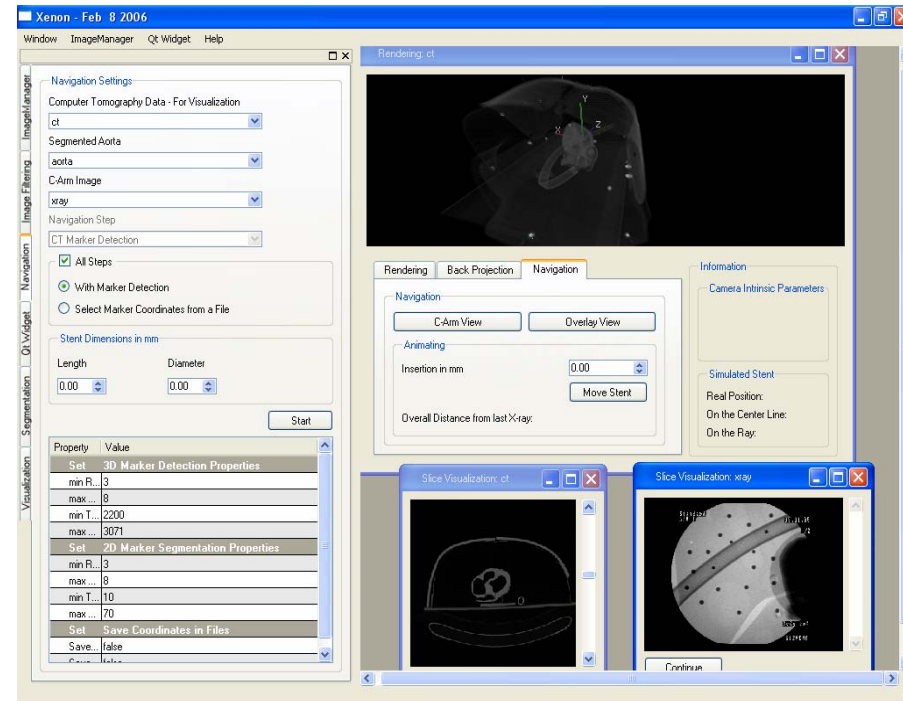 Xenon - Feb 8 2006
Window ImageManager Qt Widget Help
ImageManager
Image Filtering
Navigation
Qt Widget
Segmentation
Visualization
Navigation Settings
Computer Tomography Data - For Visualization
ct
Segmented Aorta
aorta
C-Arm Image
xray
Navigation Step
CT Marker Detection
All Steps
With Marker Detection
Select Marker Coordinates from a File
Stent Dimensions in mm
Length Diameter
0.00 0.00
Start
Property Value
Set 3D Marker Detection Properties
min R... 3
max ... 8
min T... 2200
max ... 3071
Set 2D Marker Segmentation Properties
min R... 3
max ... 8
min T... 10
max ... 70
Set Save Coordinates in Files
Save... false
Rendering: ct
Y
X Z
Rendering Back Projection Navigation
Navigation
C-Arm View Overlay View
Animating
Insertion in mm 0.00
Move Stent
Overall Distance from last X-ray:
Information
Camera Intrinsic Parameters
Simulated Stent
Real Position:
On the Center Line:
On the Ray:
Slice Visualization: ct
Slice Visualization: xray
Continue